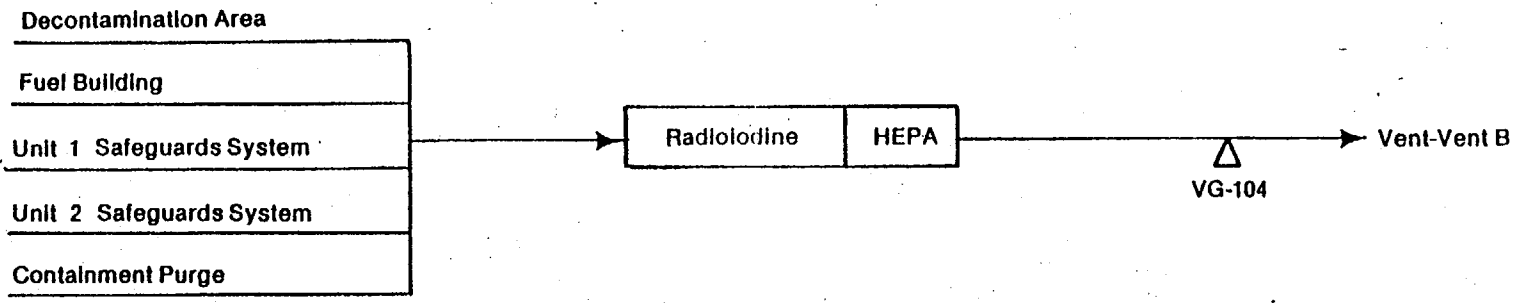 Decontamination Area
Fuel Building
Unit 1 Safeguards System
Unit 2 Safeguards System
Containment Purge
Radioiodine
HEPA
VG-104
Vent-Vent B